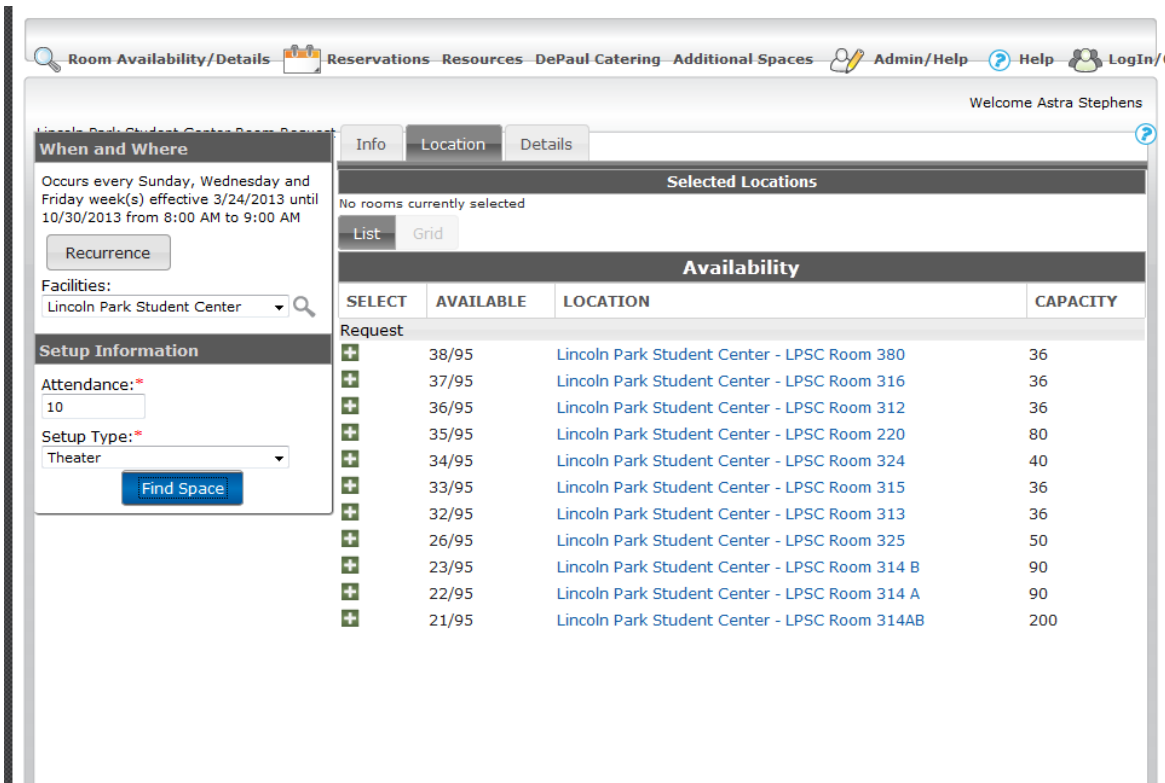 Room Availability/Details Reservations Resources DePaul Catering Additional Spaces Admin/Help Help LogIn/
Welcome Astra Stephens
Lincoln Park Student Center Room Request
When and Where
Occurs every Sunday, Wednesday and
Friday week(s) effective 3/24/2013 until
10/30/2013 from 8:00 AM to 9:00 AM
Recurrence
Facilities:
Lincoln Park Student Center
Setup Information
Attendance:*
10
Setup Type:*
Theater
Find Space
Info Location Details
Selected Locations
No rooms currently selected
List Grid
Availability
SELECT AVAILABLE LOCATION CAPACITY
Request
38/95 Lincoln Park Student Center - LPSC Room 380 36
37/95 Lincoln Park Student Center - LPSC Room 316 36
36/95 Lincoln Park Student Center - LPSC Room 312 36
35/95 Lincoln Park Student Center - LPSC Room 220 80
34/95 Lincoln Park Student Center - LPSC Room 324 40
33/95 Lincoln Park Student Center - LPSC Room 315 36
32/95 Lincoln Park Student Center - LPSC Room 313 36
26/95 Lincoln Park Student Center - LPSC Room 325 50
23/95 Lincoln Park Student Center - LPSC Room 314 B 90
22/95 Lincoln Park Student Center - LPSC Room 314 A 90
21/95 Lincoln Park Student Center - LPSC Room 314AB 200